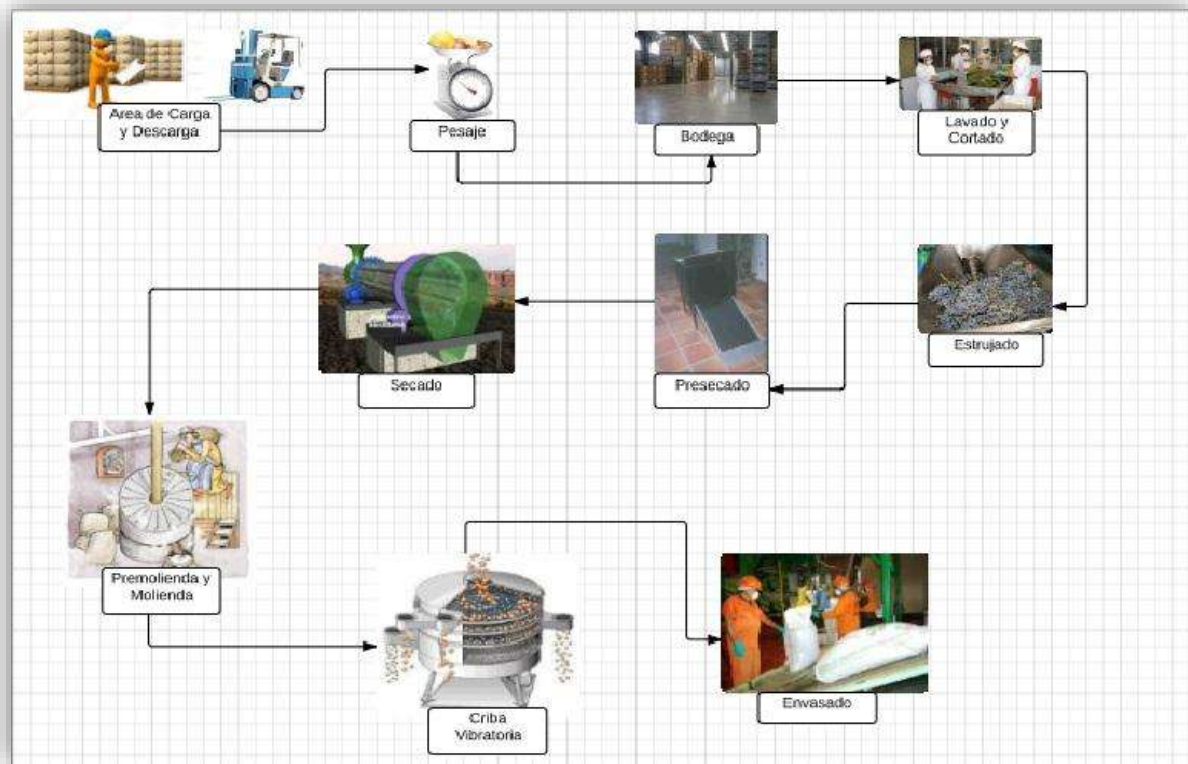 Area de Carga
y Descarga
Pesaje
Bodega
Lavado y
Cortado
Estrujado
Presecado
Secado
Premolienda y
Molienda
Criba
Vibratoria
Envasado